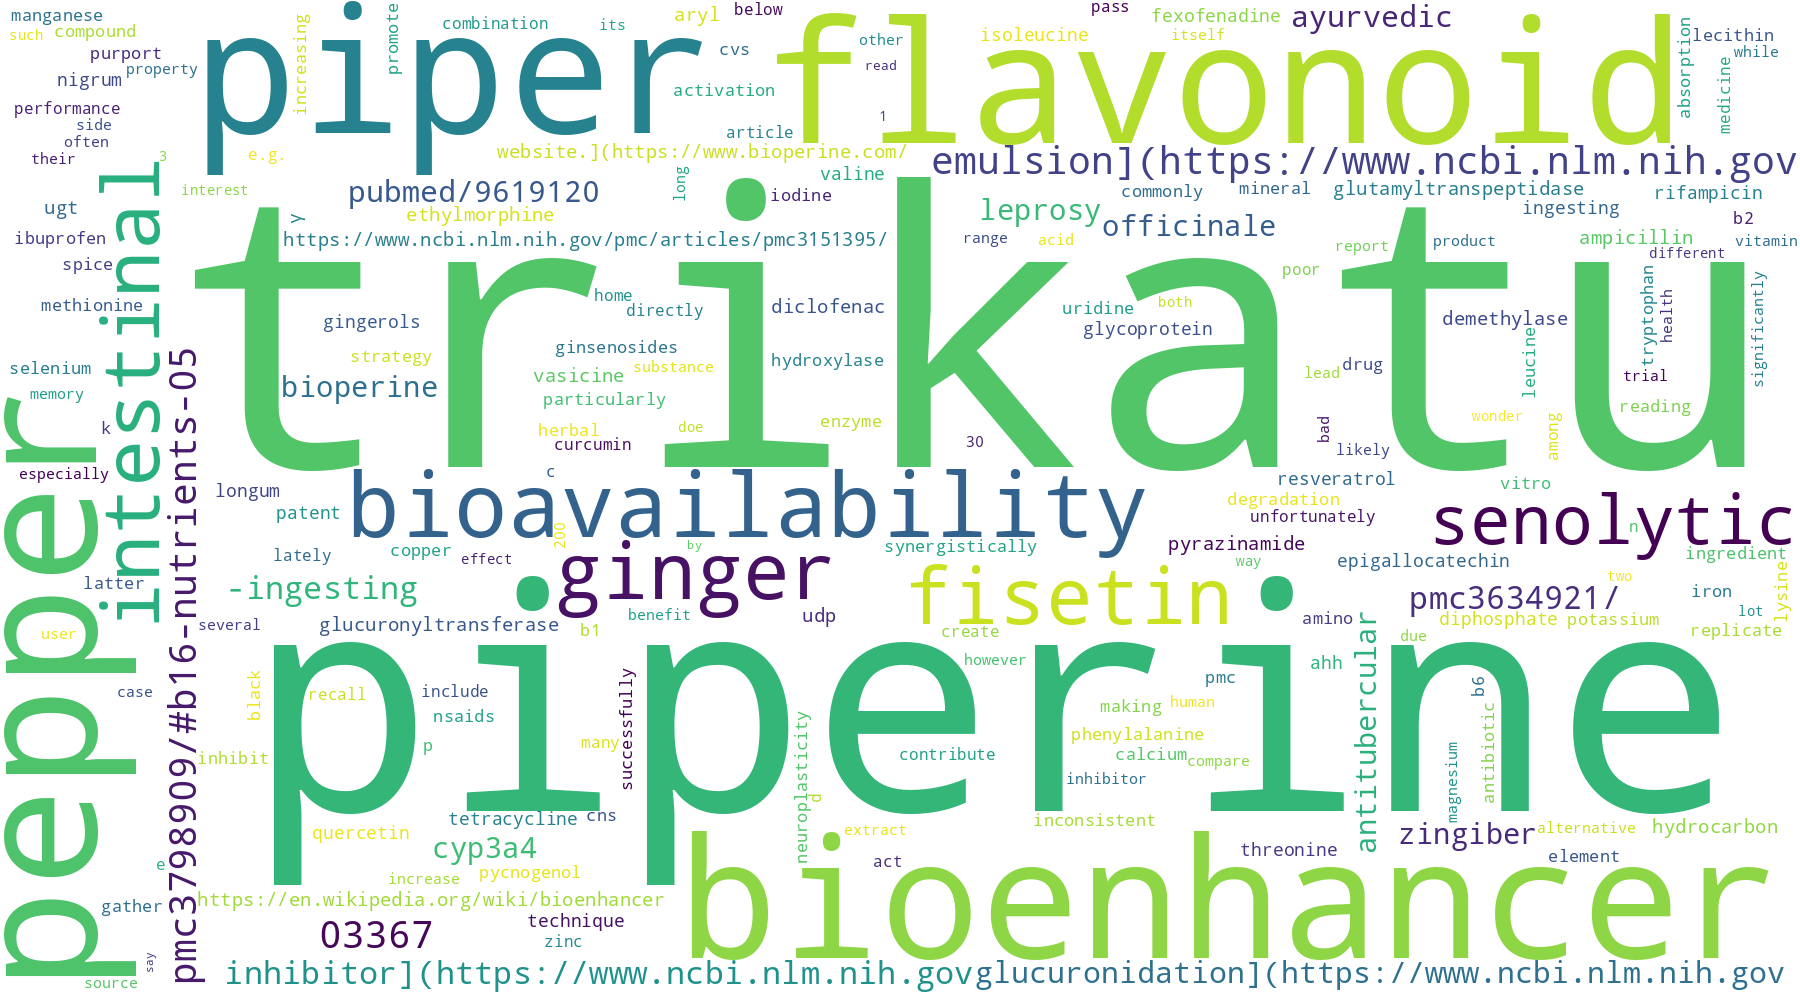 manganese
such
compound
purport
property
nigrum
performance
side
often
their
3
e.g.
interest
ugt
ibuprofen
spice
methionine
selenium
memory
k
especially
piper
increasing
promote
combination
its
aryl
below
cvs
activation
article
website.](https://www.bioperine.com/
pubmed/9619120
ethylmorphine
y
long
iodine
valine
https://www.ncbi.nlm.nih.gov/pmc/articles/pmc3151395/
flavonoid
other
read
1
pass
isoleucine
fexofenadine
itself
ayurvedic
lecithin
while
absorption
medicine
emulsion](https://www.ncbi.nlm.nih.gov
commonly
mineral
glutamyltranspeptidase
rifampicin
leprosy
officinale
ingesting
b2
range
acid
report
product
ampicillin
different
vitamin
poor
trikatu
home
directly
diclofenac
gingerols
ginsenosides
strategy
substance
hydroxylase
bioperine
vasicine
particularly
herbal
curcumin
doe
enzyme
30
uridine
both
glycoprotein
demethylase
tryptophan
health
significantly
leucine
drug
lead
trial
reading
wonder
among
bad
likely
pepper
intestinal
pmc3798909/#b16-nutrients-05
longum
patent
c
200
bioavailability
resveratrol
degradation
unfortunately
vitro
senolytic
n
lately
copper
effect
by
synergistically
pyrazinamide
way
epigallocatechin
ingredient
latter
-ingesting
ginger
fisetin
pmc3634921/
two
iron
lot
lysine
user
several
glucuronyltransferase
b1
benefit
udp
create
amino
antitubercular
diphosphate
potassium
replicate
due
case
black
recall
include
nsaids
p
inhibit
many
successfully
piperine
however
ahh
pmc
making
human
phenylalanine
contribute
calcium
compare
inhibitor
b6
magnesium
antibiotic
neuroplasticity
d
quercetin
tetracycline
cns
cyp3a4
pycnogenol
increase
extract
act
inconsistent
threonine
zingiber
alternative
hydrocarbon
element
e
gather
say
source
https://en.wikipedia.org/wiki/bioenhancer
03367
technique
zinc
bioenhancer
inhibitor](https://www.ncbi.nlm.nih.gov
glucuronidation](https://www.ncbi.nlm.nih.gov